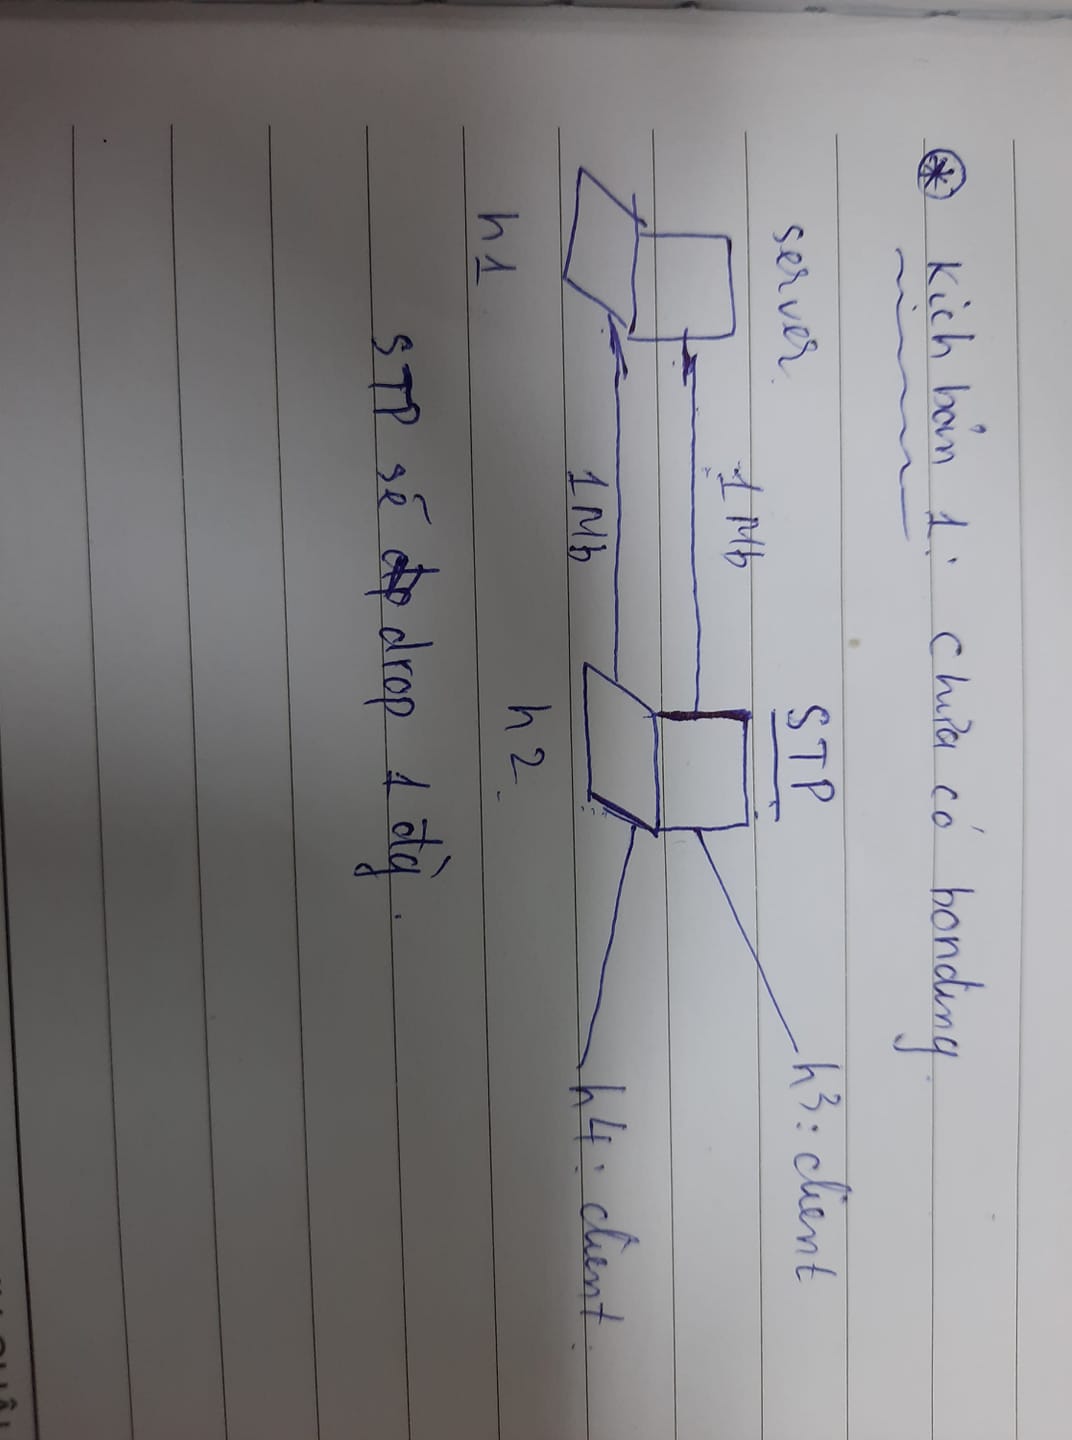 * Kịch bản 1: Chưa có bonding.
server.
STP
h3: client
1 Mb
1 Mb
h4: client.
h1
h2.
STP sẽ drop 1 đg`.